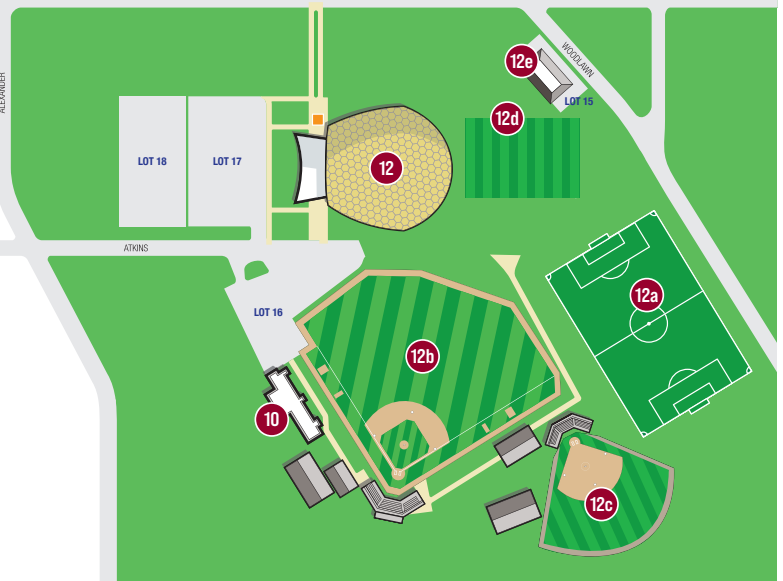 12e
WOODLAWN
ALEXANDER
LOT 15
12d
LOT 18
LOT 17
12
ATKINS
12a
LOT 16
12b
10
12c